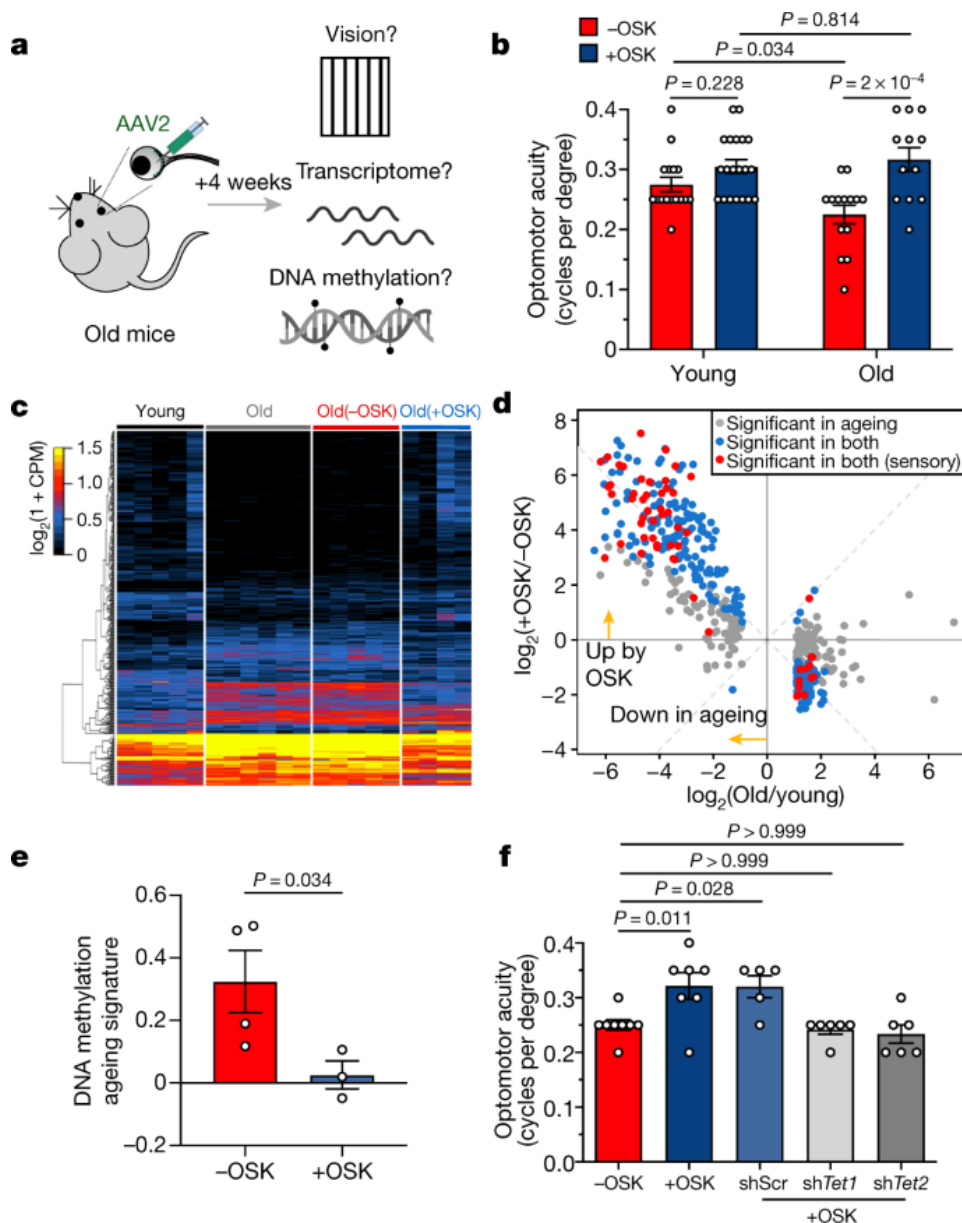 a
Vision?
AAV2
+4 weeks
Transcriptome?
DNA methylation?
Old mice
b
–OSK
+OSK
P = 0.814
P = 0.034
P = 0.228
P = 2 × 10⁻⁴
Optomotor acuity
(cycles per degree)
0.4
0.3
0.2
0.1
0
Young
Old
c
Young
Old
Old(–OSK)
Old(+OSK)
log₂(1 + CPM)
1.5
1.0
0.5
0
d
Significant in ageing
Significant in both
Significant in both (sensory)
log₂(+OSK/–OSK)
8
6
4
2
0
−2
−4
Up by
OSK
Down in ageing
−6
−4
−2
0
2
4
6
log₂(Old/young)
e
P = 0.034
DNA methylation
ageing signature
0.6
0.4
0.2
0
−0.2
–OSK
+OSK
f
P > 0.999
P > 0.999
P = 0.028
P = 0.011
Optomotor acuity
(cycles per degree)
0.4
0.3
0.2
0.1
0.0
–OSK
+OSK
shScr
shTet1
shTet2
+OSK